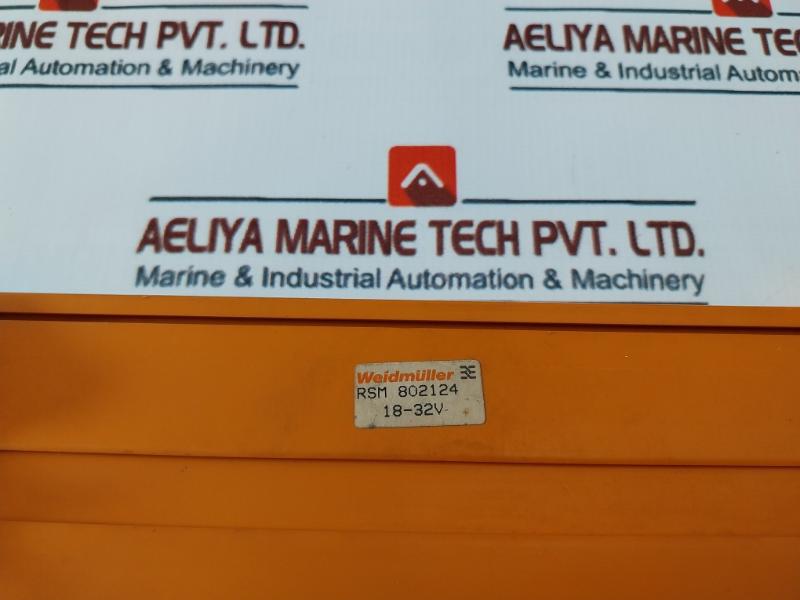 RINE TECH PVT. LTD.
al Automation & Machinery
AELIYA MARINE TEC
Marine & Industrial Autom
AELIYA MARINE TECH PVT. LTD.
Marine & Industrial Automation & Machinery
Weidmüller
RSM 802124
18-32V